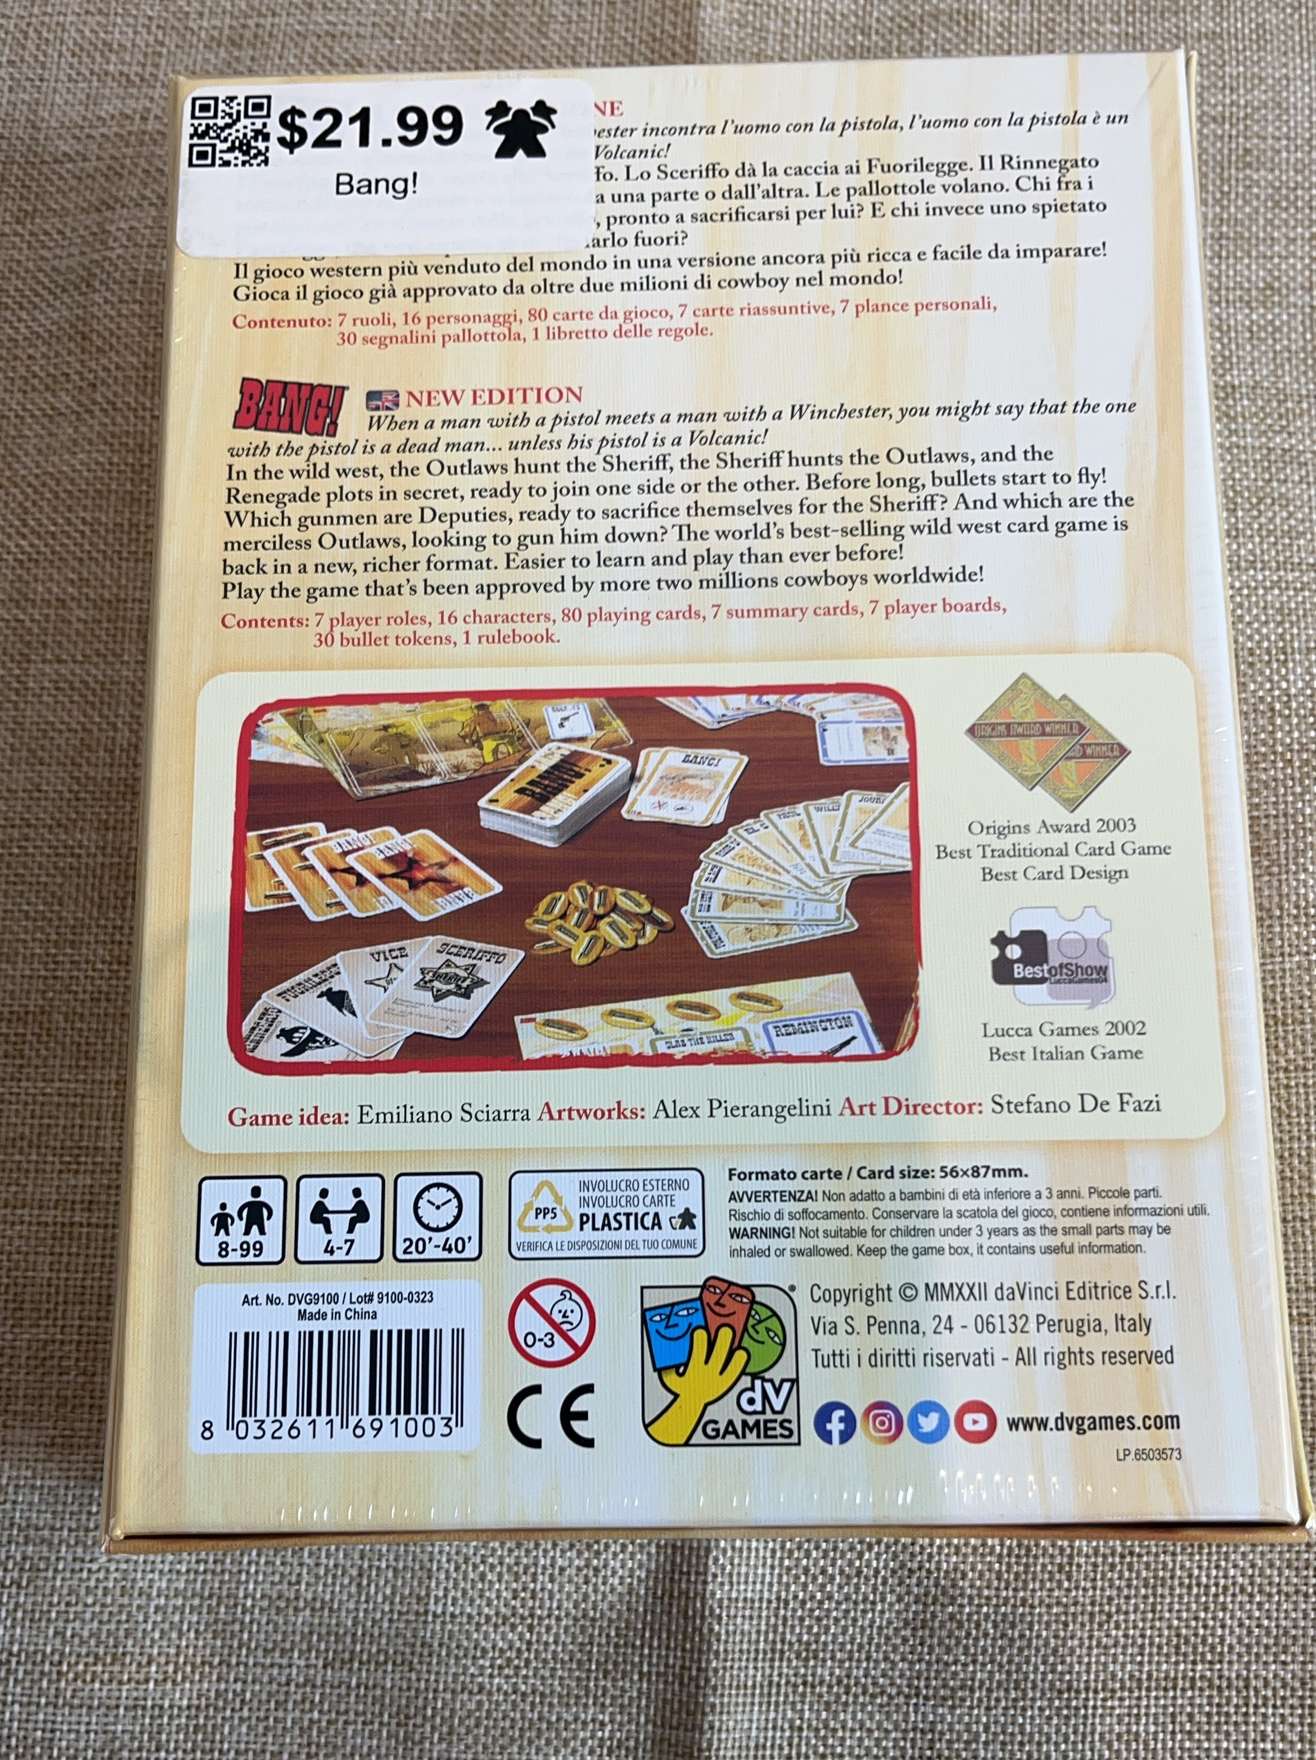 $21.99
Bang!
NE
ester incontra l'uomo con la pistola, l'uomo con la pistola è un
Volcanic!
fo. Lo Sceriffo dà la caccia ai Fuorilegge. Il Rinnegato
a una parte o dall'altra. Le pallottole volano. Chi fra i
, pronto a sacrificarsi per lui? E chi invece uno spietato
arlo fuori?
Il gioco western più venduto del mondo in una versione ancora più ricca e facile da imparare!
Gioca il gioco già approvato da oltre due milioni di cowboy nel mondo!
Contenuto: 7 ruoli, 16 personaggi, 80 carte da gioco, 7 carte riassuntive, 7 plance personali,
30 segnalini pallottola, 1 libretto delle regole.
BANG!
NEW EDITION
When a man with a pistol meets a man with a Winchester, you might say that the one
with the pistol is a dead man... unless his pistol is a Volcanic!
In the wild west, the Outlaws hunt the Sheriff, the Sheriff hunts the Outlaws, and the
Renegade plots in secret, ready to join one side or the other. Before long, bullets start to fly!
Which gunmen are Deputies, ready to sacrifice themselves for the Sheriff? And which are the
merciless Outlaws, looking to gun him down? The world's best-selling wild west card game is
back in a new, richer format. Easier to learn and play than ever before!
Play the game that's been approved by more two millions cowboys worldwide!
Contents: 7 player roles, 16 characters, 80 playing cards, 7 summary cards, 7 player boards,
30 bullet tokens, 1 rulebook.
BANG!
BANG!
BANG!
BANG!
VICE
SCERIFFO
REMINGTON
ORIGINS AWARD WINNER
D WINNER
Origins Award 2003
Best Traditional Card Game
Best Card Design
BestofShow
Lucca Games 2002
Best Italian Game
Game idea: Emiliano Sciarra Artworks: Alex Pierangelini Art Director: Stefano De Fazi
8-99
4-7
20'-40'
PP5
INVOLUCRO ESTERNO
INVOLUCRO CARTE
PLASTICA
VERIFICA LE DISPOSIZIONI DEL TUO COMUNE
Formato carte / Card size: 56x87mm.
AVVERTENZA! Non adatto a bambini di età inferiore a 3 anni. Piccole parti.
Rischio di soffocamento. Conservare la scatola del gioco, contiene informazioni utili.
WARNING! Not suitable for children under 3 years as the small parts may be
inhaled or swallowed. Keep the game box, it contains useful information.
Art. No. DVG9100 / Lot# 9100-0323
Made in China
8 032611 691003
0-3
CE
dV
GAMES
Copyright © MMXXII daVinci Editrice S.r.l.
Via S. Penna, 24 - 06132 Perugia, Italy
Tutti i diritti riservati - All rights reserved
www.dvgames.com
LP.6503573